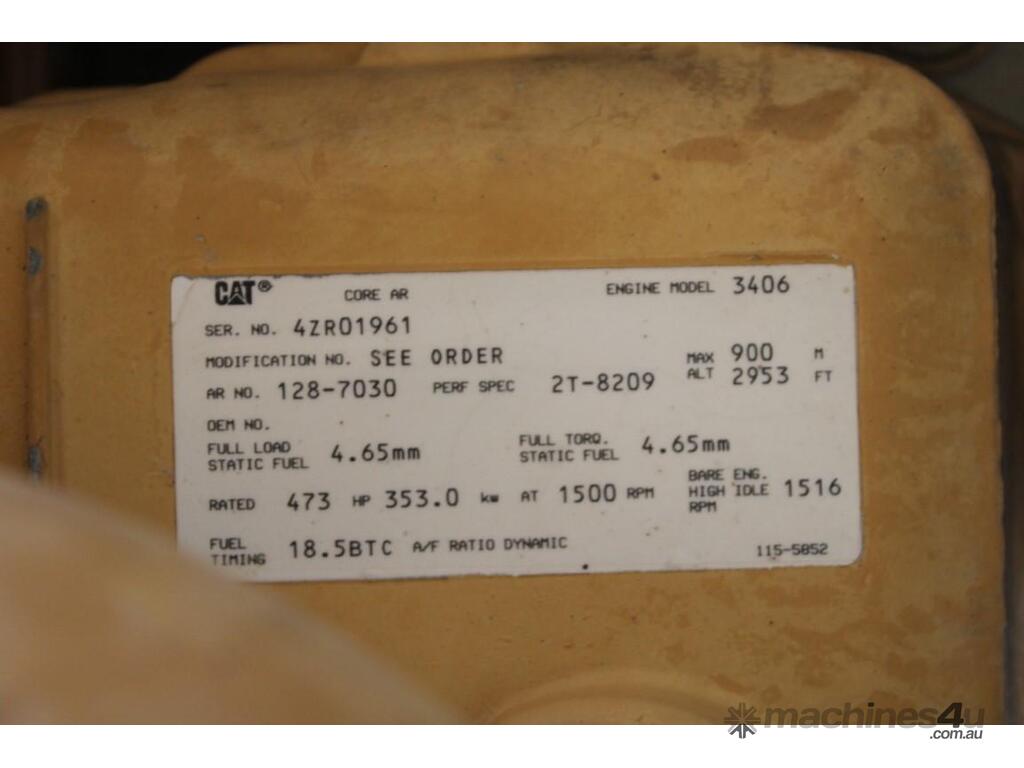 CAT® CORE AR ENGINE MODEL 3406
SER. NO. 4ZR01961
MODIFICATION NO. SEE ORDER MAX ALT 900 M
AR NO. 128-7030 PERF SPEC 2T-8209 2953 FT
OEM NO.
FULL LOAD STATIC FUEL 4.65mm FULL TORQ. STATIC FUEL 4.65mm
RATED 473 HP 353.0 kw AT 1500 RPM BARE ENG. HIGH IDLE RPM 1516
FUEL TIMING 18.5BTC A/F RATIO DYNAMIC 115-5852
machines4u
.com.au